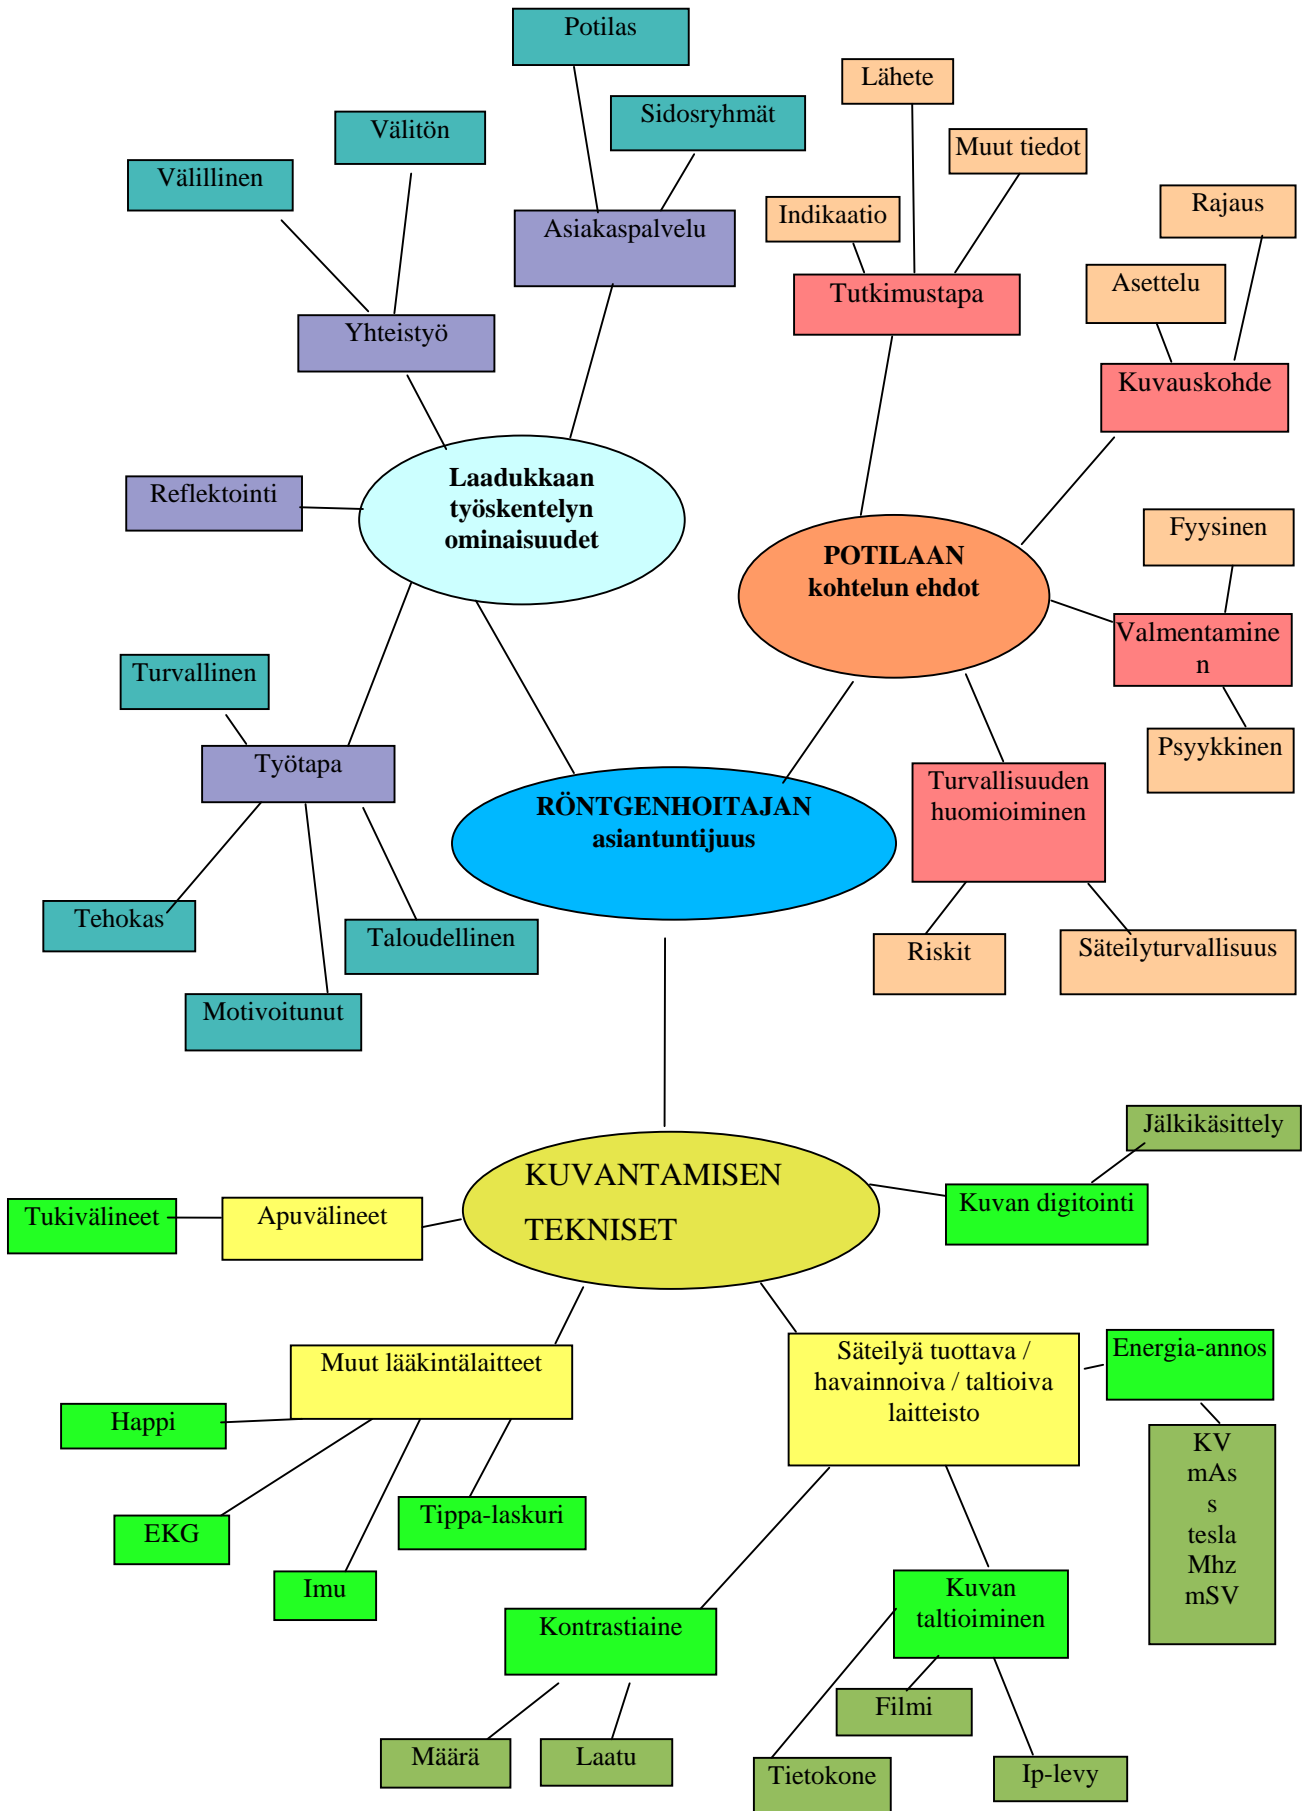 Potilas
Lähete
Sidosryhmät
Välitön
Muut tiedot
Välillinen
Rajaus
Indikaatio
Asiakaspalvelu
Asettelu
Tutkimustapa
Yhteistyö
Kuvauskohde
Laadukkaan
työskentelyn
ominaisuudet
Reflektointi
Fyysinen
POTILAAN
kohtelun ehdot
Valmentamine
n
Turvallinen
Psyykkinen
Työtapa
Turvallisuuden
huomioiminen
RÖNTGENHOITAJAN
asiantuntijuus
Tehokas
Taloudellinen
Riskit
Säteilyturvallisuus
Motivoitunut
Jälkikäsittely
KUVANTAMISEN
TEKNISET
Tukivälineet
Apuvälineet
Kuvan digitointi
Muut lääkintälaitteet
Säteilyä tuottava /
havainnoiva / taltioiva
laitteisto
Energia-annos
Happi
KV
mAs
s
tesla
Mhz
mSV
EKG
Tippa-laskuri
Imu
Kuvan
taltioiminen
Kontrastiaine
Filmi
Määrä
Laatu
Tietokone
Ip-levy